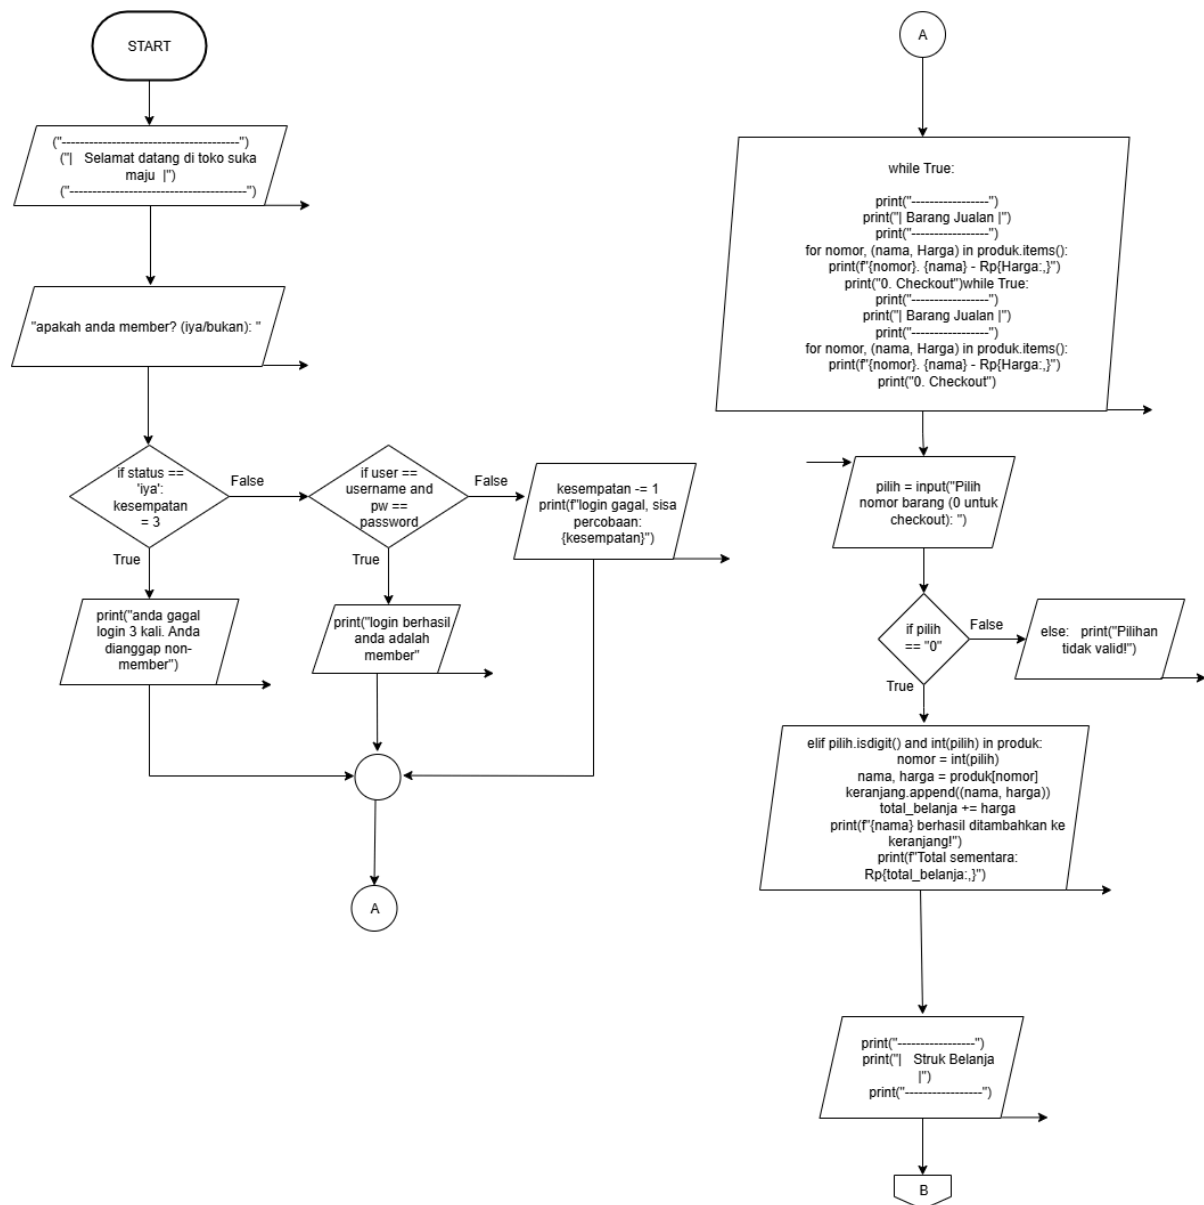 START
("---------------------------------------")
("|   Selamat datang di toko suka
maju  |")
("---------------------------------------")
"apakah anda member? (iya/bukan): "
if status ==
'iya':
kesempatan
= 3
False
True
if user ==
username and
pw ==
password
False
True
kesempatan -= 1
print(f"login gagal, sisa
percobaan:
{kesempatan}")
print("anda gagal
login 3 kali. Anda
dianggap non-
member")
print("login berhasil
anda adalah
member"
A
A
while True:
print("-----------------")
print("| Barang Jualan |")
print("-----------------")
for nomor, (nama, Harga) in produk.items():
print(f"{nomor}. {nama} - Rp{Harga:,}")
print("0. Checkout")while True:
print("-----------------")
print("| Barang Jualan |")
print("-----------------")
for nomor, (nama, Harga) in produk.items():
print(f"{nomor}. {nama} - Rp{Harga:,}")
print("0. Checkout")
pilih = input("Pilih
nomor barang (0 untuk
checkout): ")
if pilih
== "0"
False
True
else:   print("Pilihan
tidak valid!")
elif pilih.isdigit() and int(pilih) in produk:
nomor = int(pilih)
nama, harga = produk[nomor]
keranjang.append((nama, harga))
total_belanja += harga
print(f"{nama} berhasil ditambahkan ke
keranjang!")
print(f"Total sementara:
Rp{total_belanja:,}")
print("-----------------")
print("|   Struk Belanja
|")
print("-----------------")
B